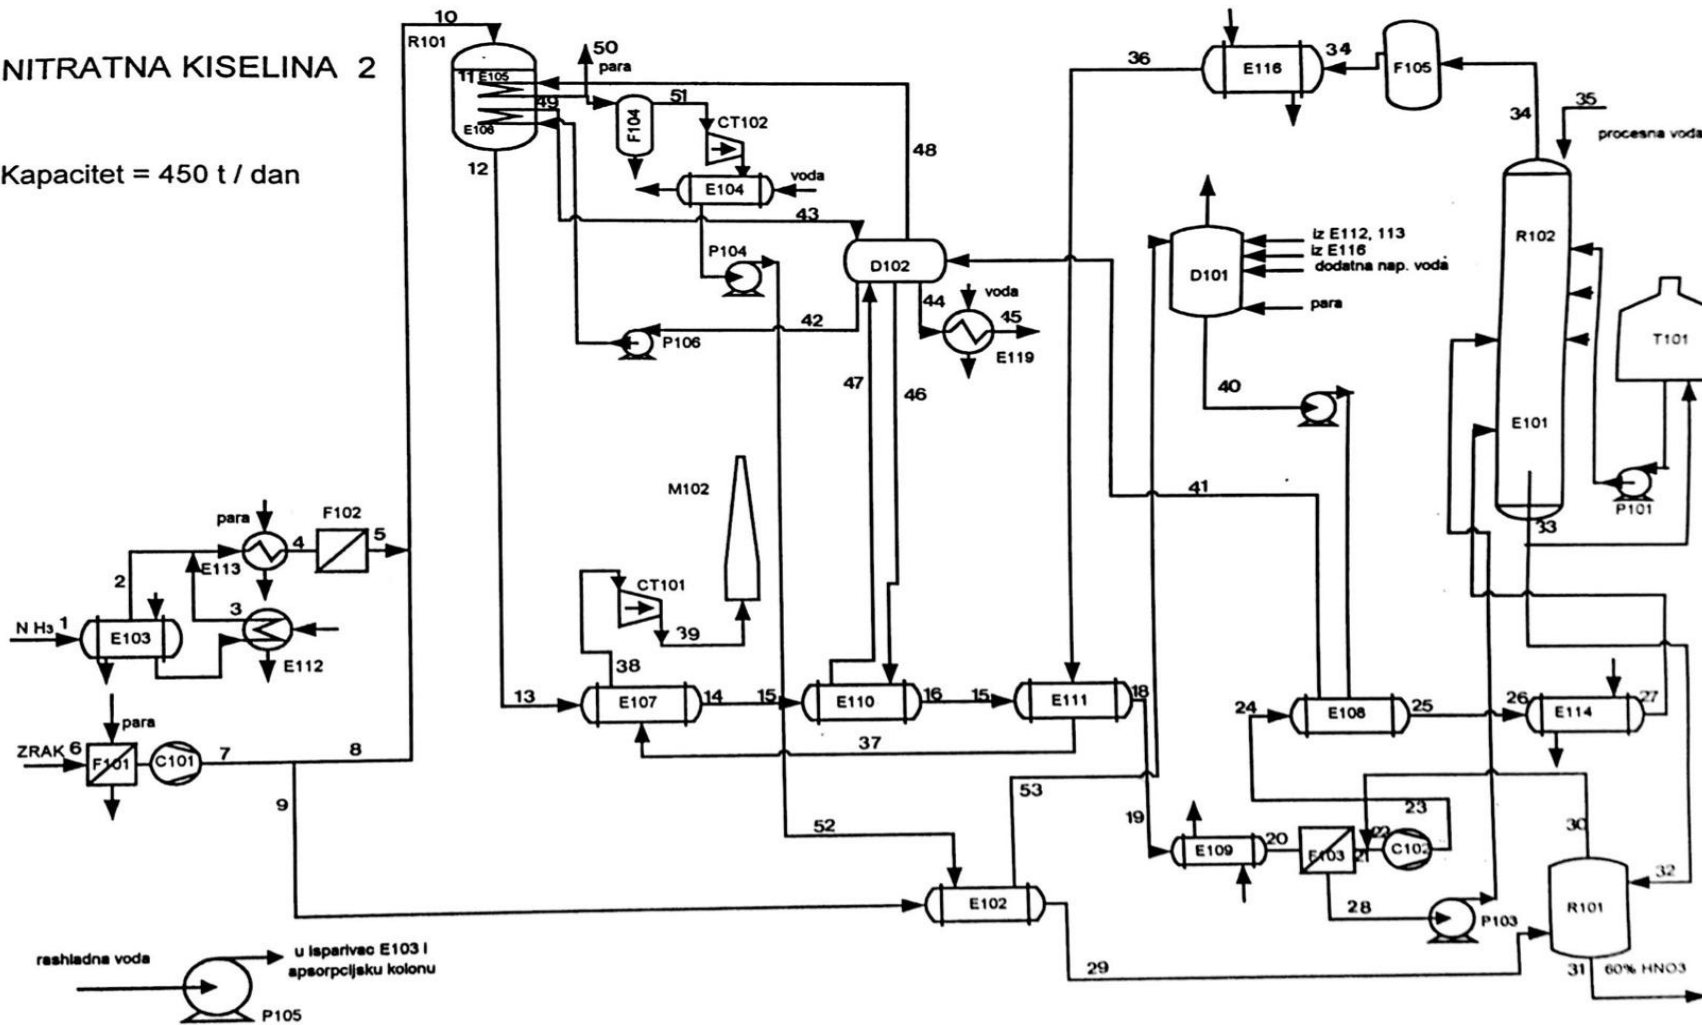 10
R101
NITRATNA KISELINA 2
50
para
11 E105
49
E106
51
F104
CT102
E104
voda
12
48
43
Kapacitet = 450 t / dan
P104
D102
44
voda
45
E119
42
P106
47
46
36
E116
34
F105
34
35
procesna voda
R102
E101
T101
P101
33
D101
iz E112, 113
iz E116
dodatna nap. voda
para
40
41
M102
CT101
39
38
para
F102
E113
4
5
2
3
N H3 1
E103
E112
para
ZRAK 6
F101
C101
7
8
9
13
E107
14
15
E110
16
15
E111
18
37
24
E108
25
26
E114
27
53
52
19
E109
20
F103
21
22
C102
23
30
32
28
P103
R101
E102
29
31
60% HNO3
rashladna voda
u isparivac E103 i
apsorpcijsku kolonu
P105